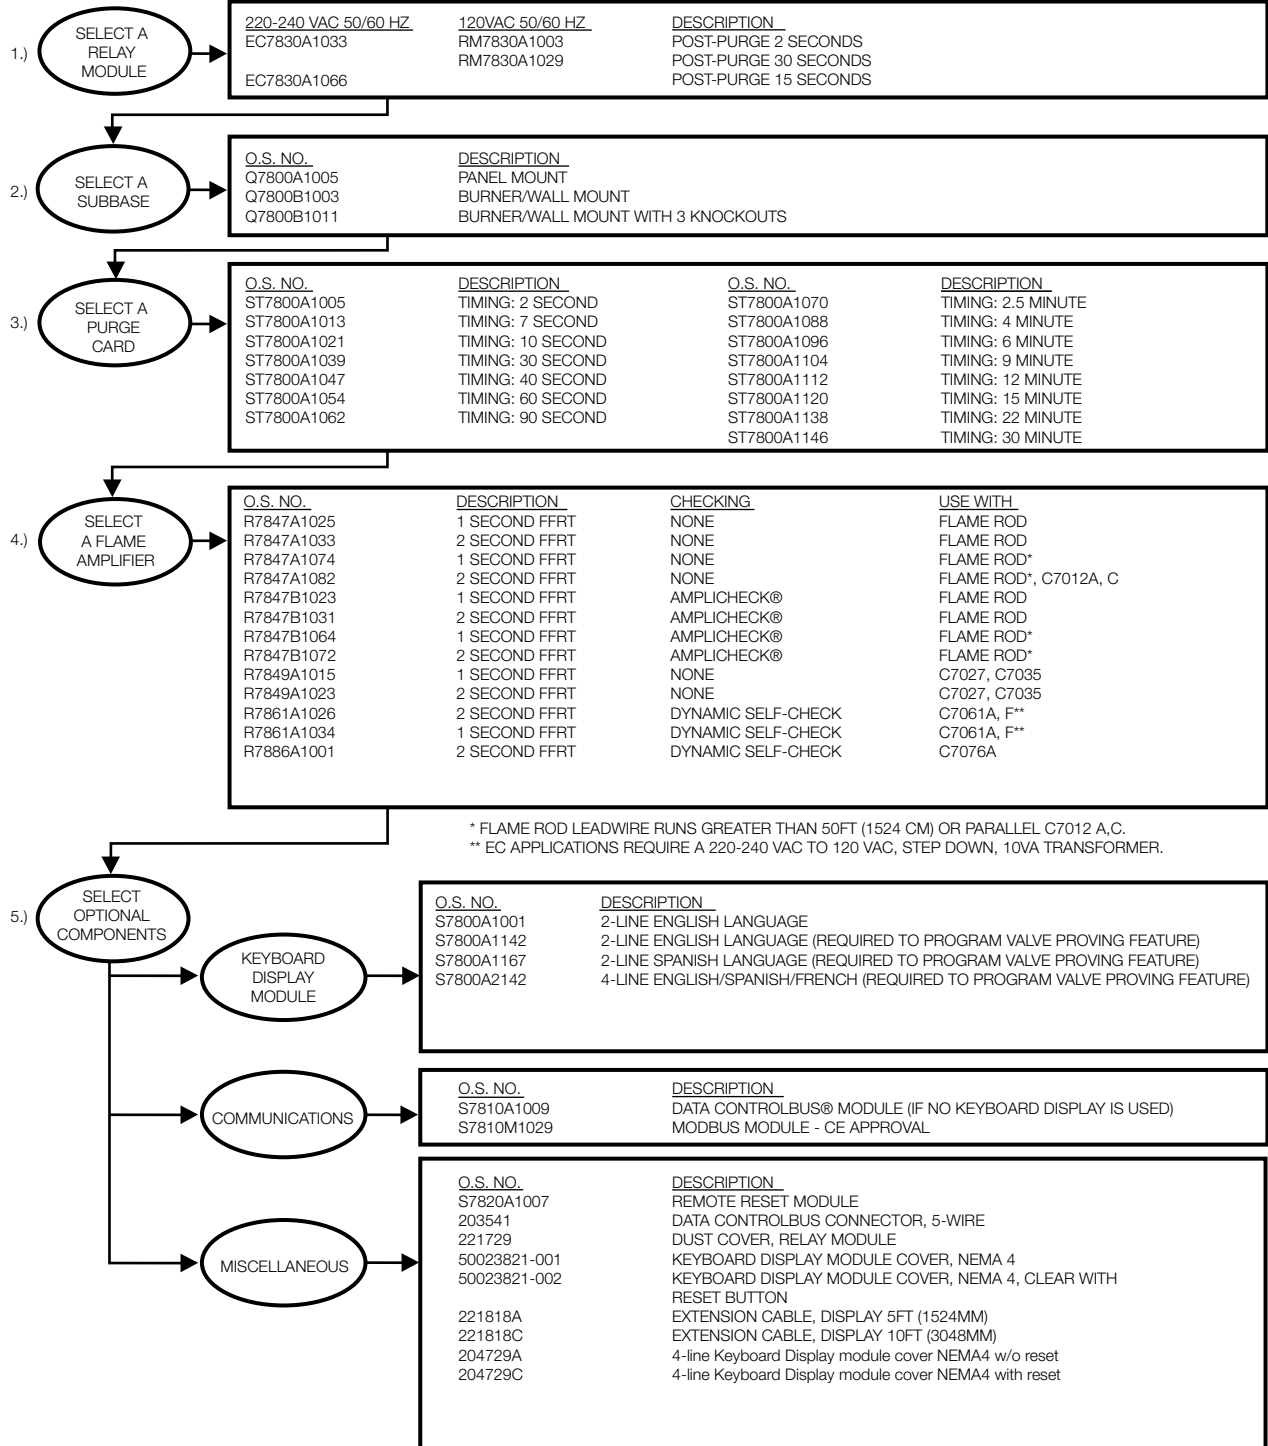 1.)
SELECT A
RELAY
MODULE
220-240 VAC 50/60 HZ 120VAC 50/60 HZ DESCRIPTION
EC7830A1033 RM7830A1003 POST-PURGE 2 SECONDS
RM7830A1029 POST-PURGE 30 SECONDS
EC7830A1066 POST-PURGE 15 SECONDS
2.)
SELECT A
SUBBASE
O.S. NO. DESCRIPTION
Q7800A1005 PANEL MOUNT
Q7800B1003 BURNER/WALL MOUNT
Q7800B1011 BURNER/WALL MOUNT WITH 3 KNOCKOUTS
3.)
SELECT A
PURGE
CARD
O.S. NO. DESCRIPTION O.S. NO. DESCRIPTION
ST7800A1005 TIMING: 2 SECOND ST7800A1070 TIMING: 2.5 MINUTE
ST7800A1013 TIMING: 7 SECOND ST7800A1088 TIMING: 4 MINUTE
ST7800A1021 TIMING: 10 SECOND ST7800A1096 TIMING: 6 MINUTE
ST7800A1039 TIMING: 30 SECOND ST7800A1104 TIMING: 9 MINUTE
ST7800A1047 TIMING: 40 SECOND ST7800A1112 TIMING: 12 MINUTE
ST7800A1054 TIMING: 60 SECOND ST7800A1120 TIMING: 15 MINUTE
ST7800A1062 TIMING: 90 SECOND ST7800A1138 TIMING: 22 MINUTE
ST7800A1146 TIMING: 30 MINUTE
4.)
SELECT
A FLAME
AMPLIFIER
O.S. NO. DESCRIPTION CHECKING USE WITH
R7847A1025 1 SECOND FFRT NONE FLAME ROD
R7847A1033 2 SECOND FFRT NONE FLAME ROD
R7847A1074 1 SECOND FFRT NONE FLAME ROD*
R7847A1082 2 SECOND FFRT NONE FLAME ROD*, C7012A, C
R7847B1023 1 SECOND FFRT AMPLICHECK® FLAME ROD
R7847B1031 2 SECOND FFRT AMPLICHECK® FLAME ROD
R7847B1064 1 SECOND FFRT AMPLICHECK® FLAME ROD*
R7847B1072 2 SECOND FFRT AMPLICHECK® FLAME ROD*
R7849A1015 1 SECOND FFRT NONE C7027, C7035
R7849A1023 2 SECOND FFRT NONE C7027, C7035
R7861A1026 2 SECOND FFRT DYNAMIC SELF-CHECK C7061A, F**
R7861A1034 1 SECOND FFRT DYNAMIC SELF-CHECK C7061A, F**
R7886A1001 2 SECOND FFRT DYNAMIC SELF-CHECK C7076A
* FLAME ROD LEADWIRE RUNS GREATER THAN 50FT (1524 CM) OR PARALLEL C7012 A,C.
** EC APPLICATIONS REQUIRE A 220-240 VAC TO 120 VAC, STEP DOWN, 10VA TRANSFORMER.
5.)
SELECT
OPTIONAL
COMPONENTS
KEYBOARD
DISPLAY
MODULE
O.S. NO. DESCRIPTION
S7800A1001 2-LINE ENGLISH LANGUAGE
S7800A1142 2-LINE ENGLISH LANGUAGE (REQUIRED TO PROGRAM VALVE PROVING FEATURE)
S7800A1167 2-LINE SPANISH LANGUAGE (REQUIRED TO PROGRAM VALVE PROVING FEATURE)
S7800A2142 4-LINE ENGLISH/SPANISH/FRENCH (REQUIRED TO PROGRAM VALVE PROVING FEATURE)
COMMUNICATIONS
O.S. NO. DESCRIPTION
S7810A1009 DATA CONTROLBUS® MODULE (IF NO KEYBOARD DISPLAY IS USED)
S7810M1029 MODBUS MODULE - CE APPROVAL
MISCELLANEOUS
O.S. NO. DESCRIPTION
S7820A1007 REMOTE RESET MODULE
203541 DATA CONTROLBUS CONNECTOR, 5-WIRE
221729 DUST COVER, RELAY MODULE
50023821-001 KEYBOARD DISPLAY MODULE COVER, NEMA 4
50023821-002 KEYBOARD DISPLAY MODULE COVER, NEMA 4, CLEAR WITH
RESET BUTTON
221818A EXTENSION CABLE, DISPLAY 5FT (1524MM)
221818C EXTENSION CABLE, DISPLAY 10FT (3048MM)
204729A 4-line Keyboard Display module cover NEMA4 w/o reset
204729C 4-line Keyboard Display module cover NEMA4 with reset